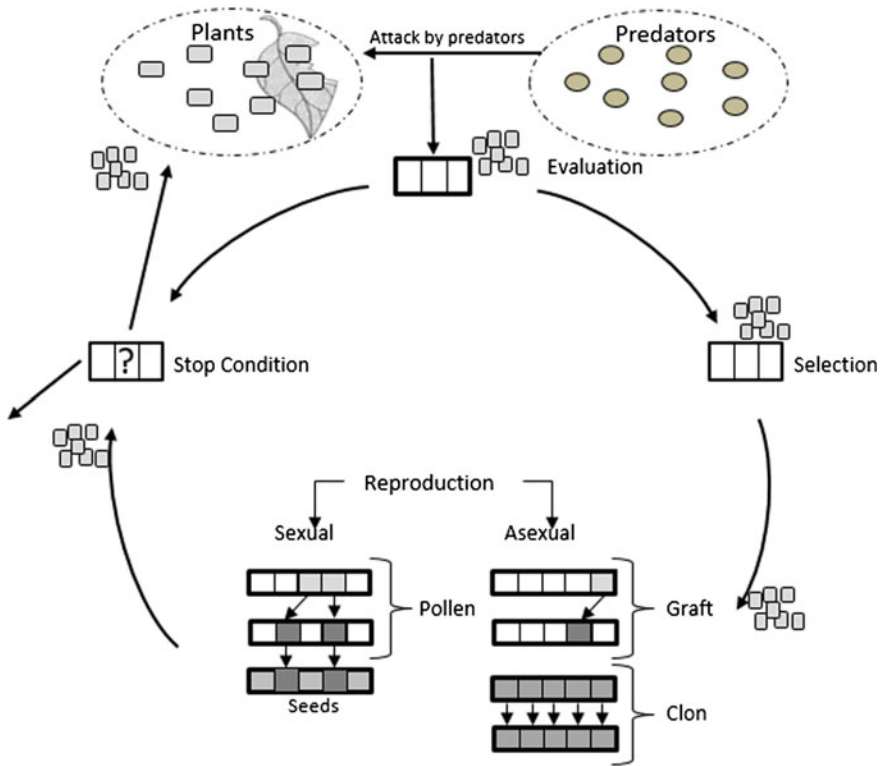 Plants
Attack by predators
Predators
Evaluation
?
Stop Condition
Selection
Reproduction
Sexual
Asexual
Pollen
Graft
Seeds
Clon